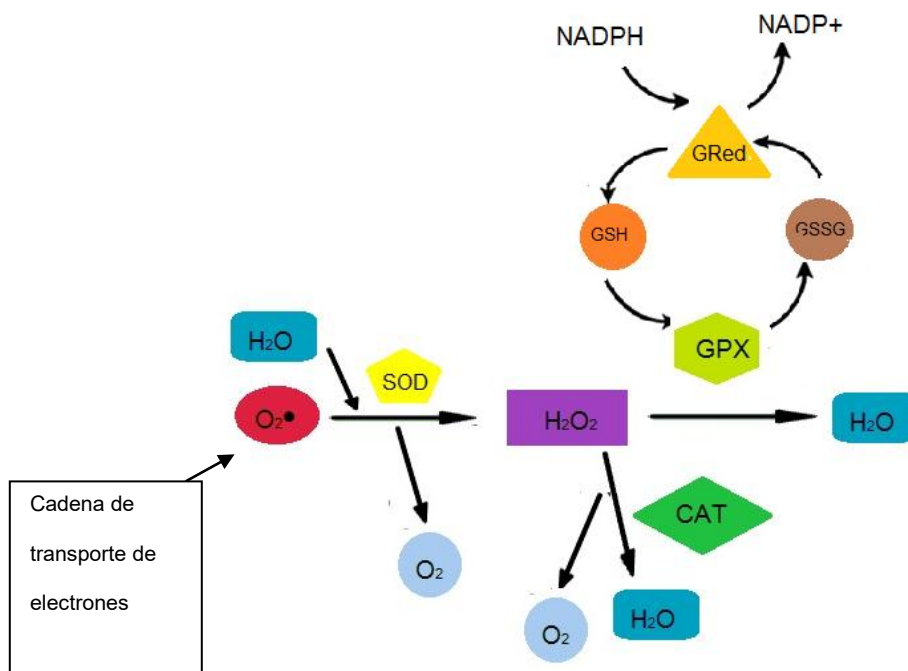 NADPH
NADP+
GRed.
GSH
GSSG
GPX
H₂O
SOD
O₂•
H₂O₂
H₂O
CAT
O₂
H₂O
O₂
Cadena de
transporte de
electrones